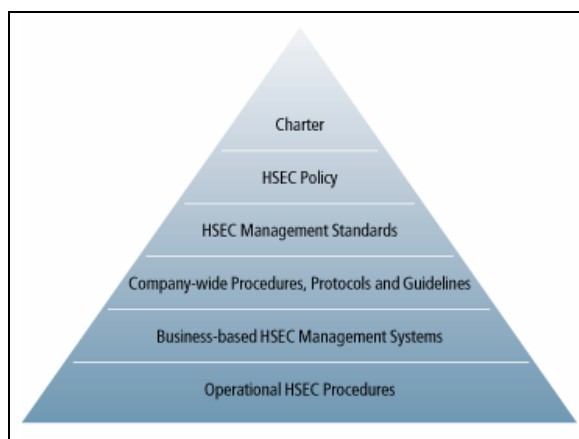 Charter
HSEC Policy
HSEC Management Standards
Company-wide Procedures, Protocols and Guidelines
Business-based HSEC Management Systems
Operational HSEC Procedures